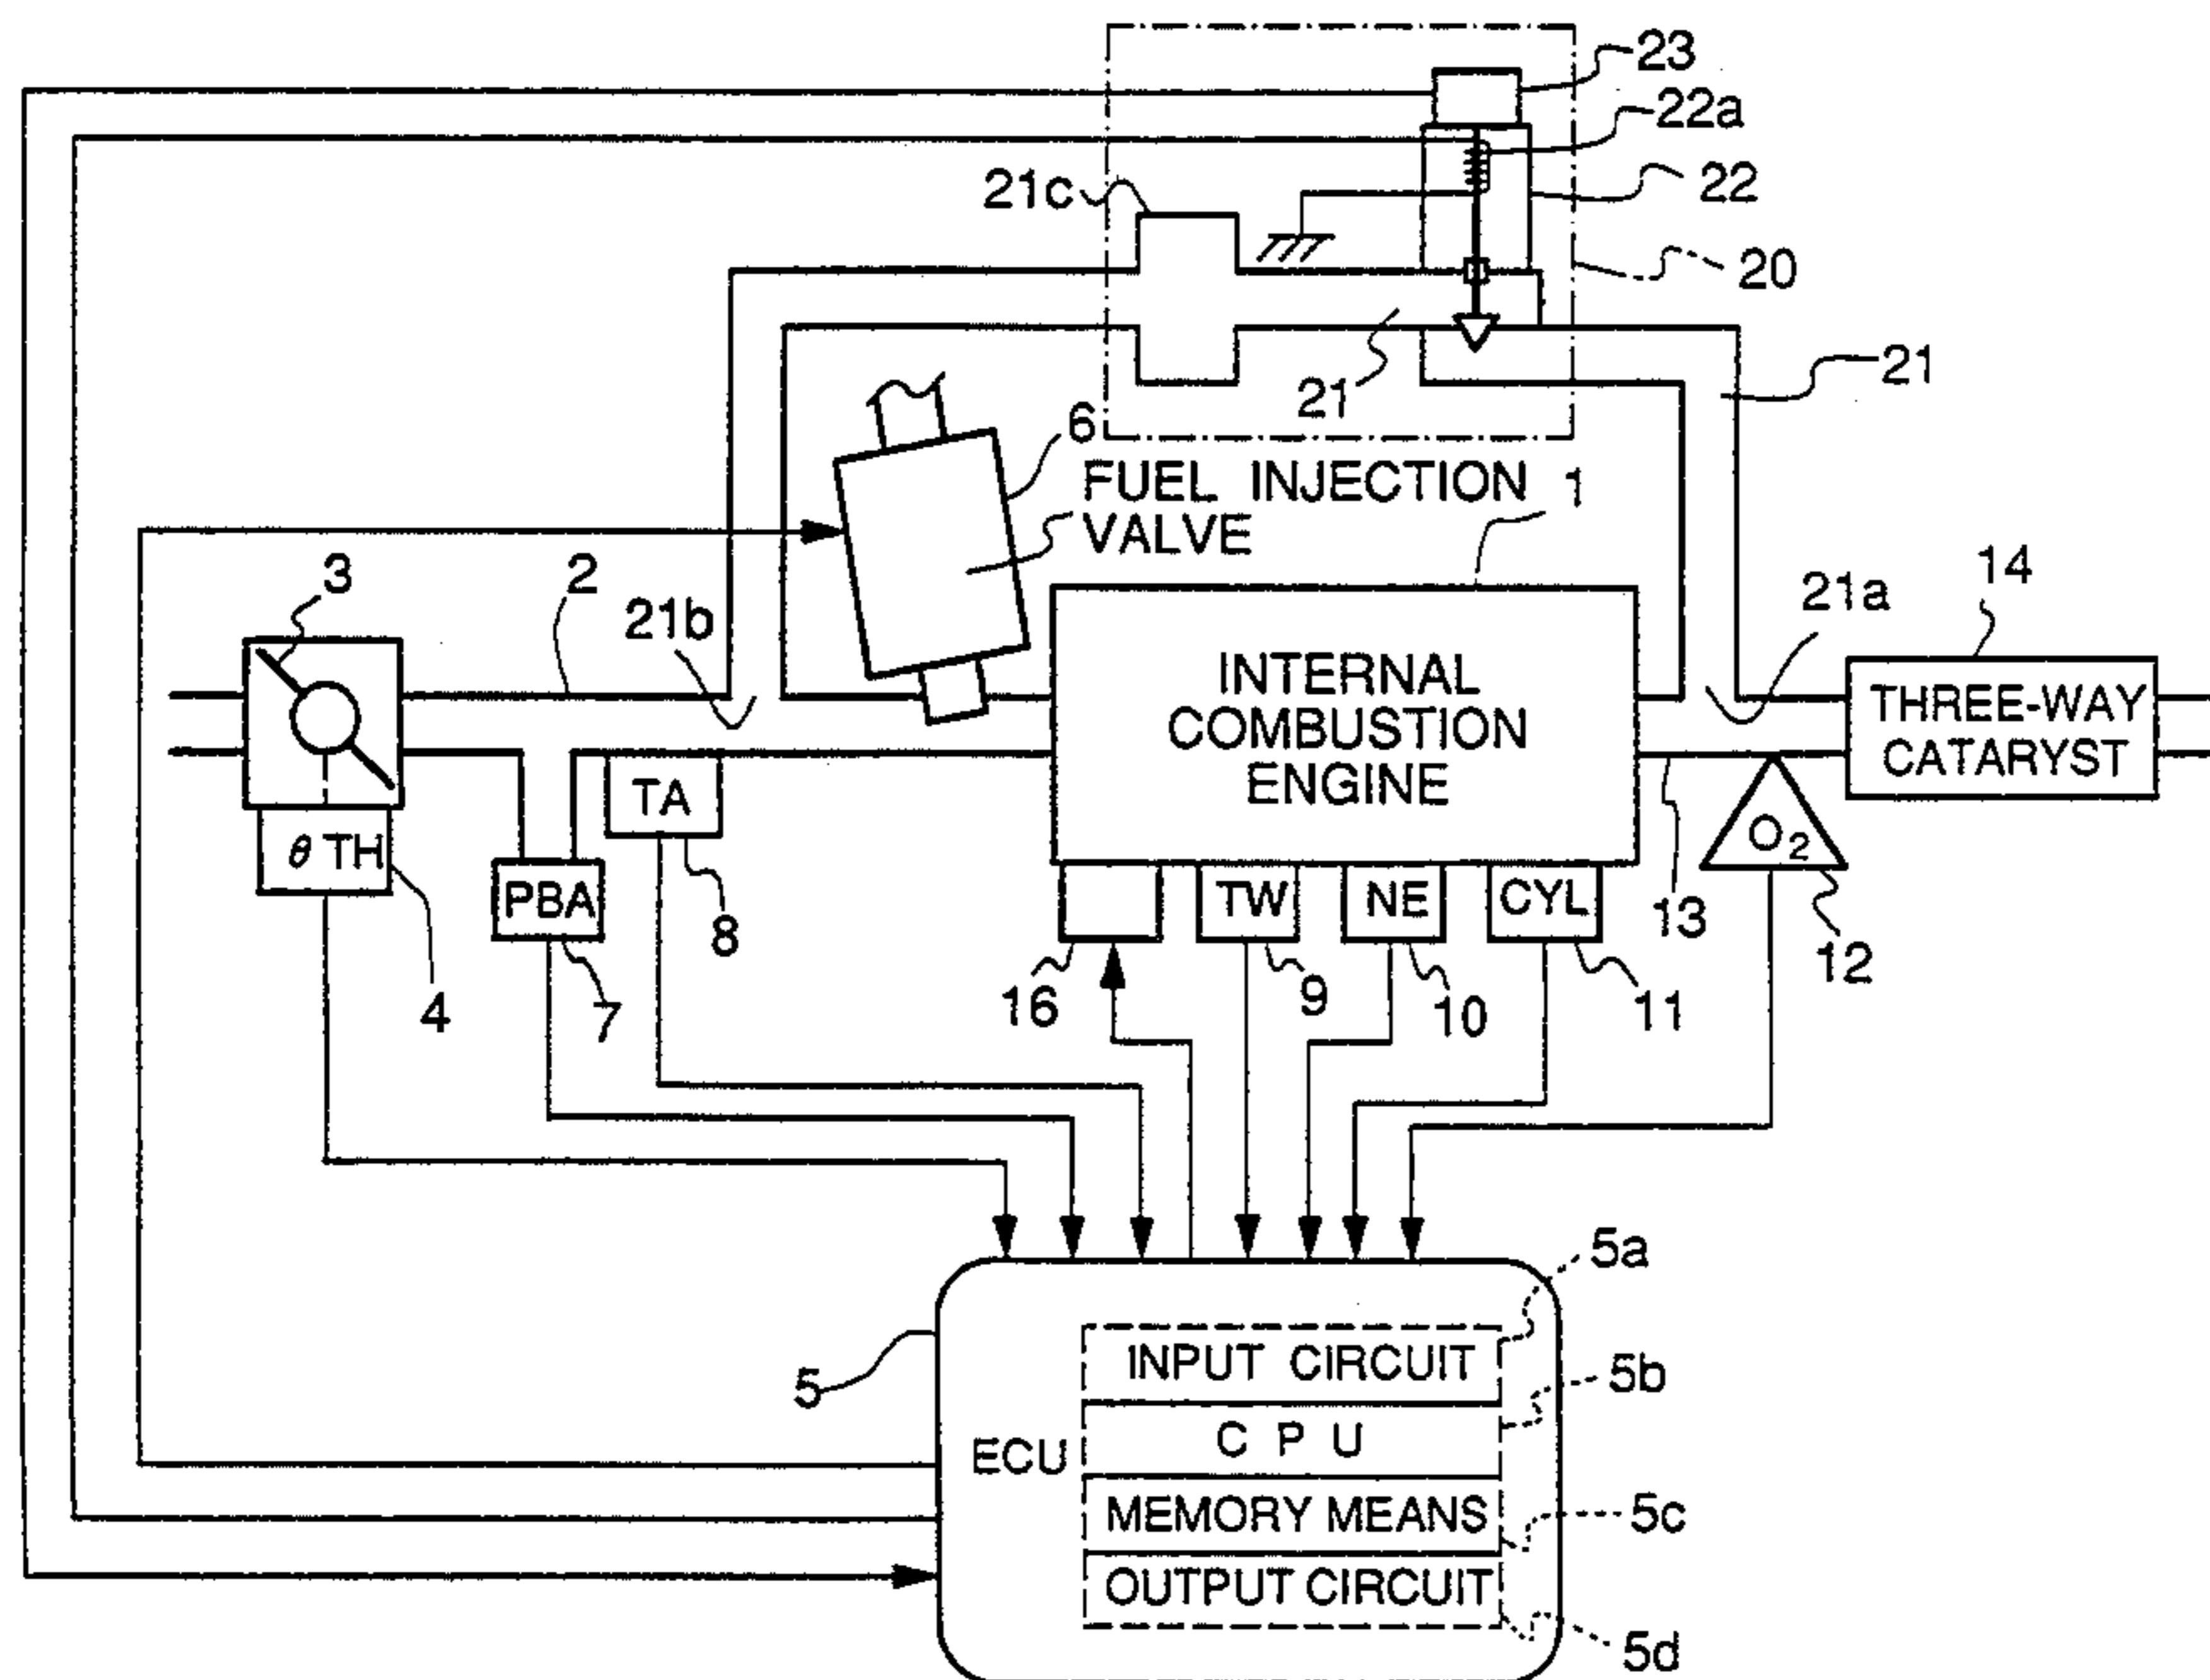 23
22a
21c
22
20
21
21
6
FUEL INJECTION
VALVE
1
3
2
21b
21a
14
INTERNAL
COMBUSTION
ENGINE
THREE-WAY
CATARYST
TA
θ TH
PBA
O2
TW
NE
CYL
8
13
12
4
7
16
9
10
11
5a
5
INPUT CIRCUIT
5b
ECU
C P U
MEMORY MEANS
5c
OUTPUT CIRCUIT
5d